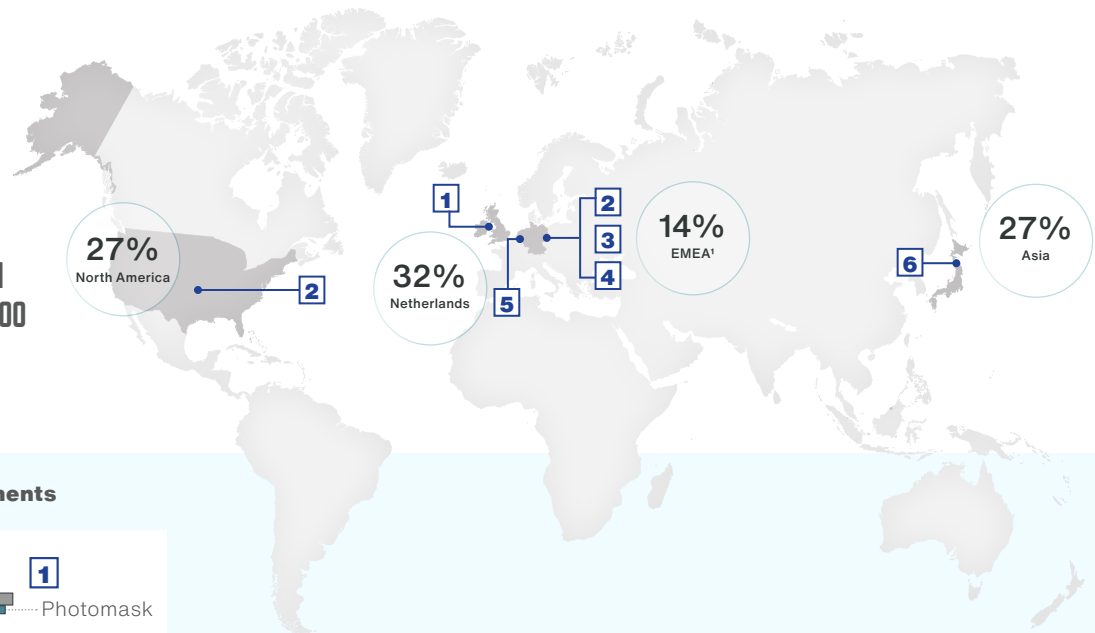 27%
North America
2
1
32%
Netherlands
5
2
3
4
14%
EMEA¹
6
27%
Asia
1
Photomask